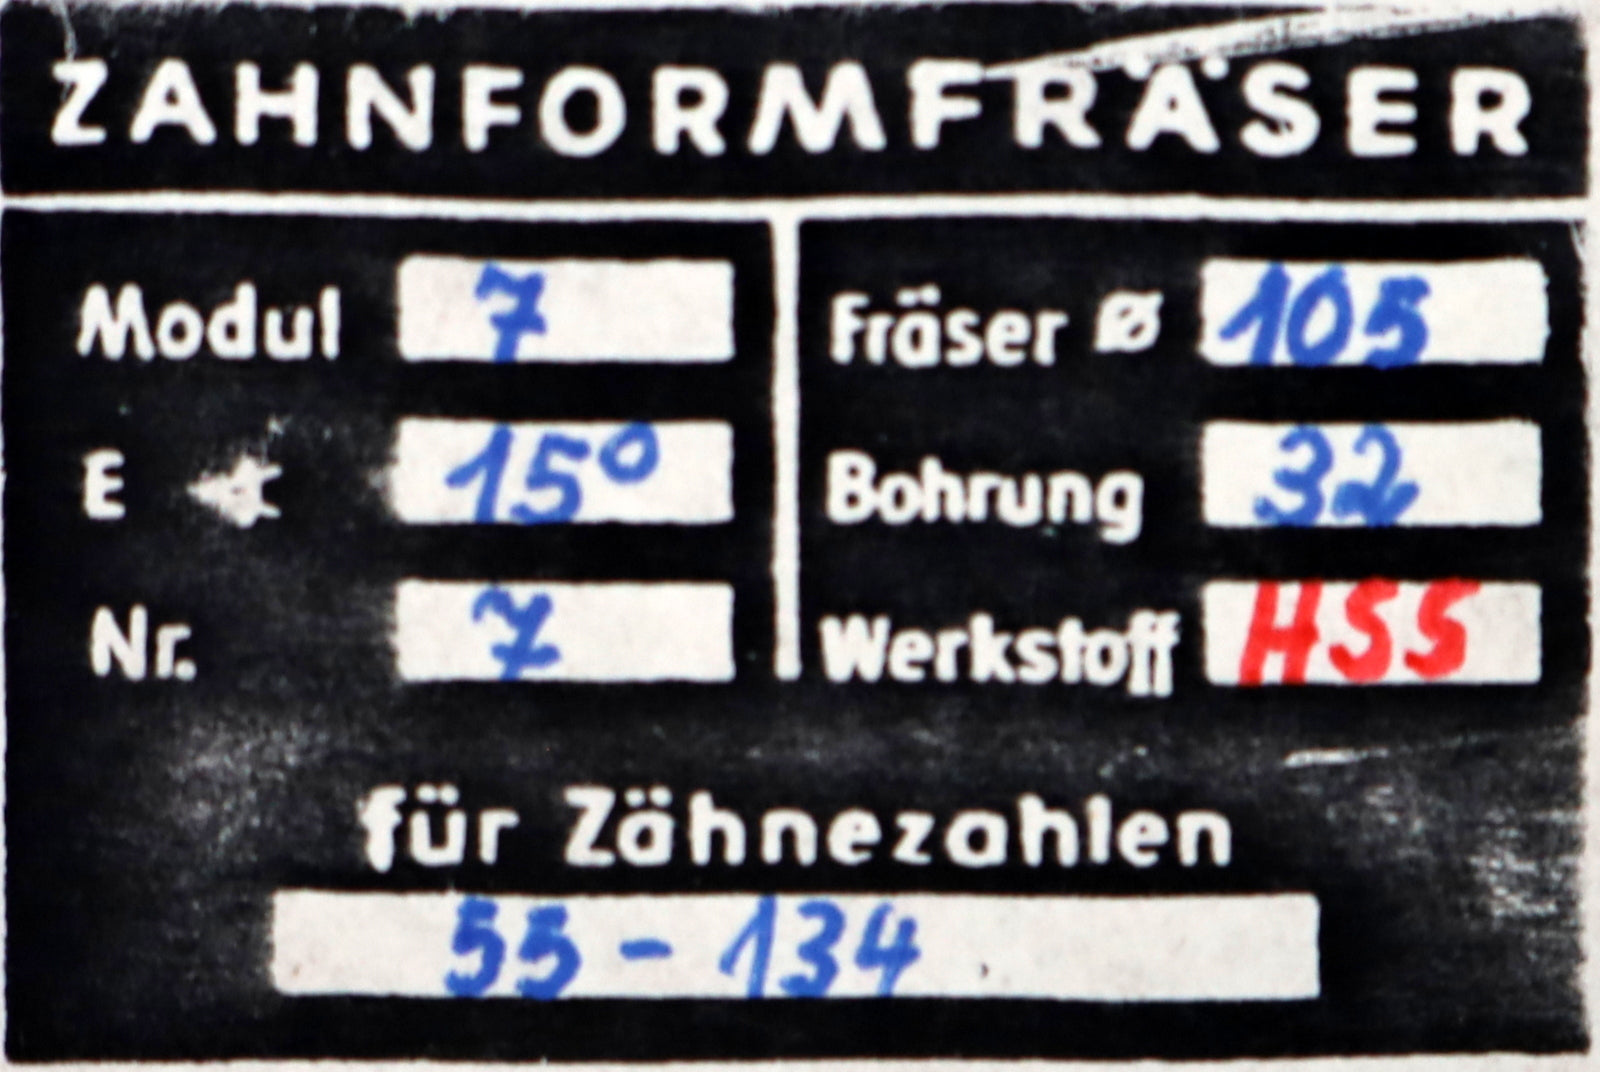 ZAHNFORMFRÄSER
Modul 7
E ∢ 15°
Nr. 7
Fräser ⌀ 105
Bohrung 32
Werkstoff HSS
für Zähnezahlen
55 - 134